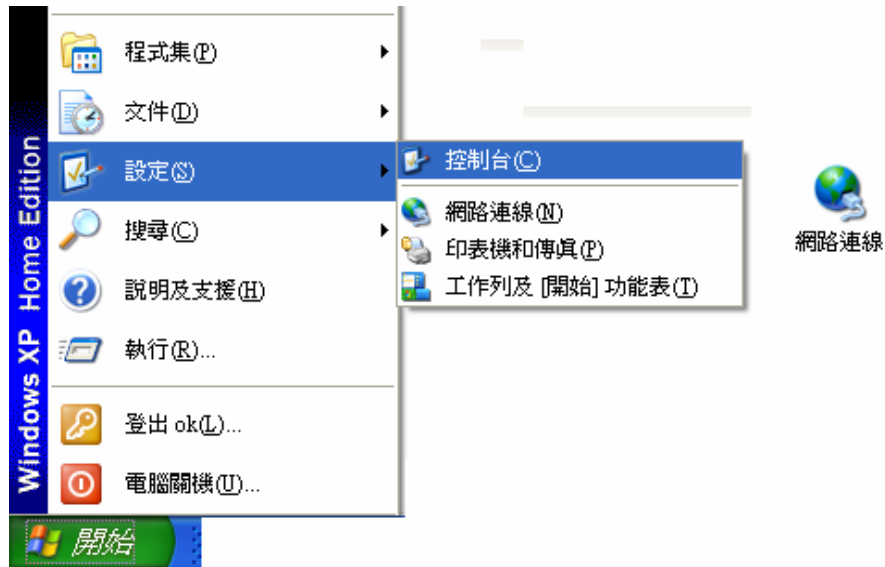 Windows XP Home Edition
程式集(P)
文件(D)
設定(S)
搜尋(C)
說明及支援(H)
執行(R)...
登出 ok(L)...
電腦關機(U)...
開始
控制台(C)
網路連線(N)
印表機和傳真(P)
工作列及 [開始] 功能表(T)
網路連線